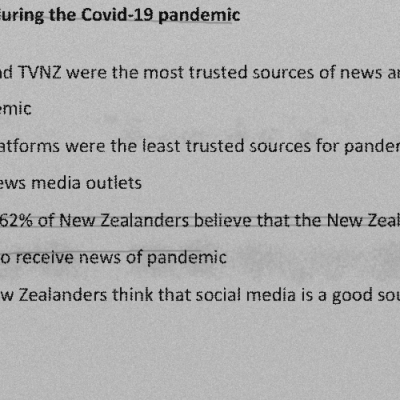 uring the Covid-19 pandemic
nd TVNZ were the most trusted sources of news a
emic
atforms were the least trusted sources for pande
ews media outlets
62% of New Zealanders believe that the New Zeal
o receive news of pandemic
w Zealanders think that social media is a good so